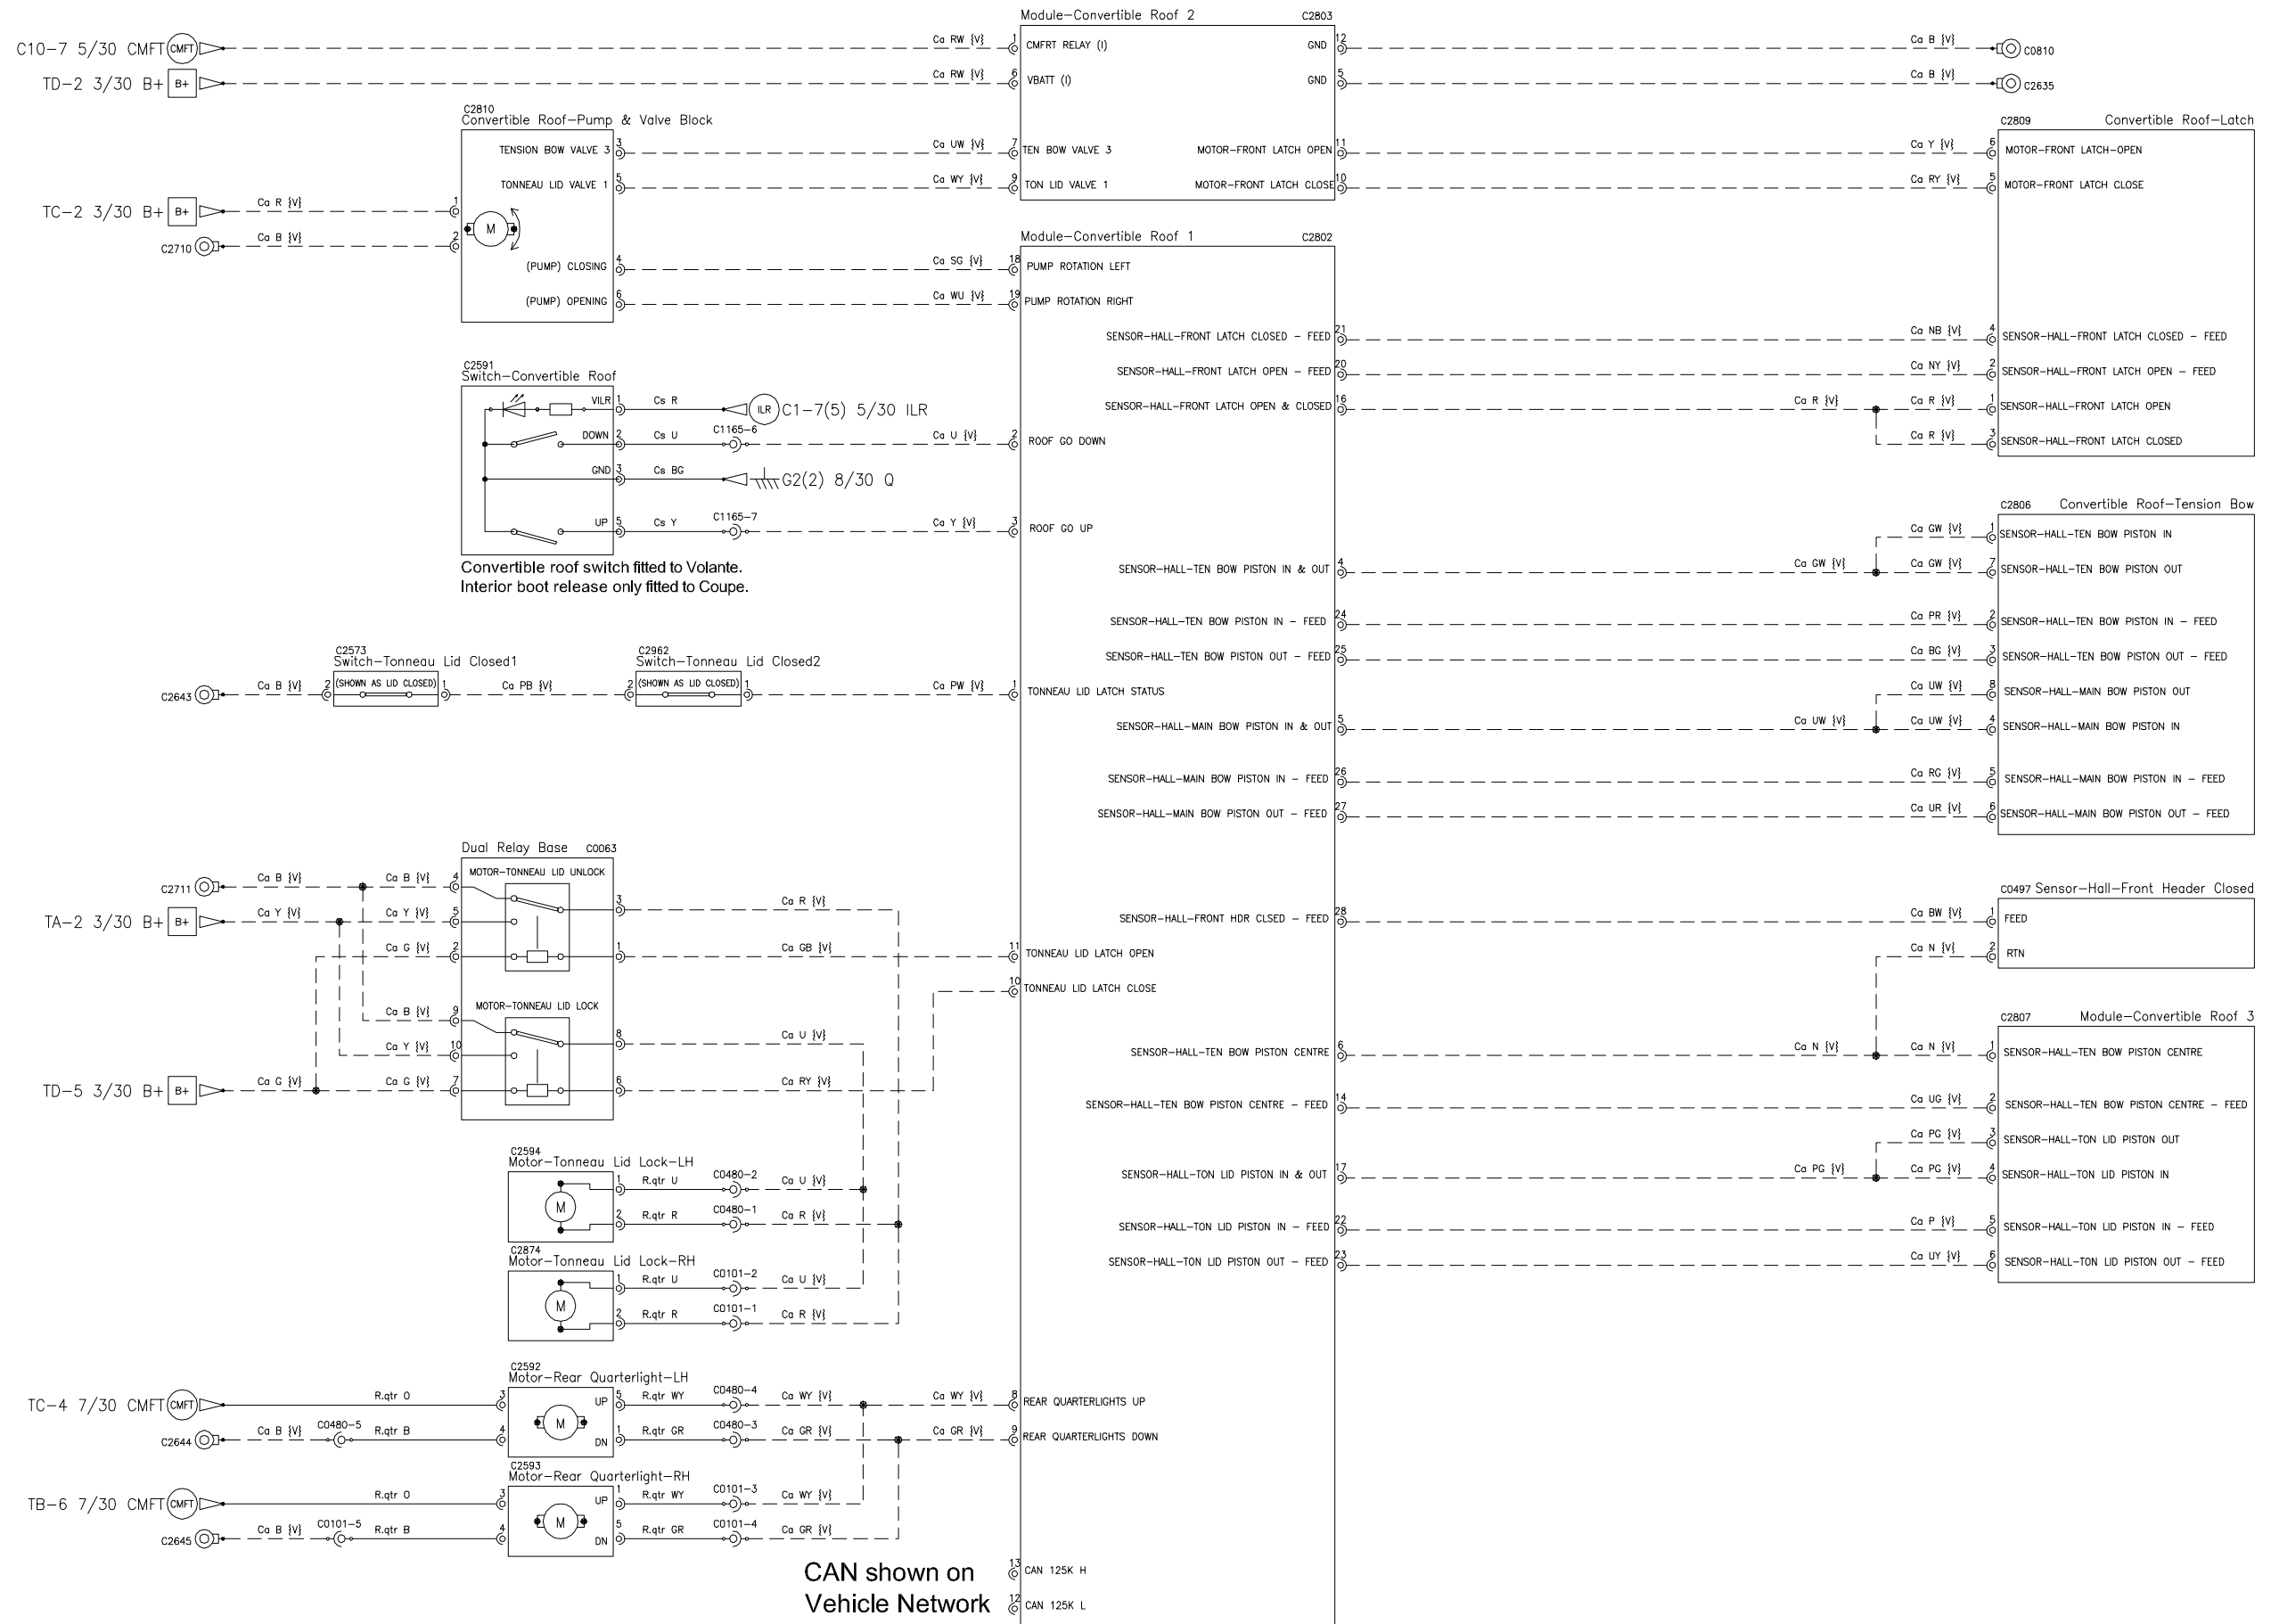 Module-Convertible Roof 2 C2803
C10-7 5/30 CMFT CMFT Ca RW {V} 1 CMFRT RELAY (I) GND 12 Ca B {V} C0810
TD-2 3/30 B+ B+ Ca RW {V} 6 VBATT (I) GND 5 Ca B {V} C2635
C2810
Convertible Roof-Pump & Valve Block
C2809 Convertible Roof-Latch
TENSION BOW VALVE 3 3 Ca UW {V} 7 TEN BOW VALVE 3 MOTOR-FRONT LATCH OPEN 11 Ca Y {V} 6 MOTOR-FRONT LATCH-OPEN
TONNEAU LID VALVE 1 5 Ca WY {V} 9 TON LID VALVE 1 MOTOR-FRONT LATCH CLOSE 10 Ca RY {V} 5 MOTOR-FRONT LATCH CLOSE
TC-2 3/30 B+ B+ Ca R {V} 1
M
C2710 Ca B {V} 2
Module-Convertible Roof 1 C2802
(PUMP) CLOSING 4 Ca SG {V} 18 PUMP ROTATION LEFT
(PUMP) OPENING 6 Ca WU {V} 19 PUMP ROTATION RIGHT
SENSOR-HALL-FRONT LATCH CLOSED - FEED 21 Ca NB {V} 4 SENSOR-HALL-FRONT LATCH CLOSED - FEED
C2591
Switch-Convertible Roof
SENSOR-HALL-FRONT LATCH OPEN - FEED 20 Ca NY {V} 2 SENSOR-HALL-FRONT LATCH OPEN - FEED
VILR 1 Cs R ILR C1-7(5) 5/30 ILR
SENSOR-HALL-FRONT LATCH OPEN & CLOSED 16 Ca R {V} Ca R {V} 1 SENSOR-HALL-FRONT LATCH OPEN
DOWN 2 Cs U C1165-6 Ca U {V} 2 ROOF GO DOWN
Ca R {V} 3 SENSOR-HALL-FRONT LATCH CLOSED
GND 3 Cs BG G2(2) 8/30 Q
UP 5 Cs Y C1165-7 Ca Y {V} 3 ROOF GO UP
C2806 Convertible Roof-Tension Bow
Ca GW {V} 1 SENSOR-HALL-TEN BOW PISTON IN
Convertible roof switch fitted to Volante.
Interior boot release only fitted to Coupe.
SENSOR-HALL-TEN BOW PISTON IN & OUT 4 Ca GW {V} Ca GW {V} 7 SENSOR-HALL-TEN BOW PISTON OUT
SENSOR-HALL-TEN BOW PISTON IN - FEED 24 Ca PR {V} 2 SENSOR-HALL-TEN BOW PISTON IN - FEED
C2573
Switch-Tonneau Lid Closed1
C2962
Switch-Tonneau Lid Closed2
SENSOR-HALL-TEN BOW PISTON OUT - FEED 25 Ca BG {V} 3 SENSOR-HALL-TEN BOW PISTON OUT - FEED
C2643 Ca B {V} 2 (SHOWN AS LID CLOSED) 1 Ca PB {V} 2 (SHOWN AS LID CLOSED) 1 Ca PW {V} 1 TONNEAU LID LATCH STATUS
Ca UW {V} 8 SENSOR-HALL-MAIN BOW PISTON OUT
SENSOR-HALL-MAIN BOW PISTON IN & OUT 5 Ca UW {V} Ca UW {V} 4 SENSOR-HALL-MAIN BOW PISTON IN
SENSOR-HALL-MAIN BOW PISTON IN - FEED 26 Ca RG {V} 5 SENSOR-HALL-MAIN BOW PISTON IN - FEED
SENSOR-HALL-MAIN BOW PISTON OUT - FEED 27 Ca UR {V} 6 SENSOR-HALL-MAIN BOW PISTON OUT - FEED
Dual Relay Base C0063
MOTOR-TONNEAU LID UNLOCK
C2711 Ca B {V} Ca B {V} 4
C0497 Sensor-Hall-Front Header Closed
3 Ca R {V}
TA-2 3/30 B+ B+ Ca Y {V} Ca Y {V} 5
SENSOR-HALL-FRONT HDR CLSED - FEED 28 Ca BW {V} 1 FEED
Ca G {V} 2 1 Ca GB {V} 11 TONNEAU LID LATCH OPEN
Ca N {V} 2 RTN
10 TONNEAU LID LATCH CLOSE
MOTOR-TONNEAU LID LOCK
Ca B {V} 9
8 Ca U {V}
C2807 Module-Convertible Roof 3
Ca Y {V} 10
SENSOR-HALL-TEN BOW PISTON CENTRE 6 Ca N {V} Ca N {V} 1 SENSOR-HALL-TEN BOW PISTON CENTRE
TD-5 3/30 B+ B+ Ca G {V} Ca G {V} 7 6 Ca RY {V}
SENSOR-HALL-TEN BOW PISTON CENTRE - FEED 14 Ca UG {V} 2 SENSOR-HALL-TEN BOW PISTON CENTRE - FEED
Ca PG {V} 3 SENSOR-HALL-TON LID PISTON OUT
C2594
Motor-Tonneau Lid Lock-LH
SENSOR-HALL-TON LID PISTON IN & OUT 17 Ca PG {V} Ca PG {V} 4 SENSOR-HALL-TON LID PISTON IN
1 R.qtr U C0480-2 Ca U {V}
M
2 R.qtr R C0480-1 Ca R {V}
SENSOR-HALL-TON LID PISTON IN - FEED 22 Ca P {V} 5 SENSOR-HALL-TON LID PISTON IN - FEED
C2874
Motor-Tonneau Lid Lock-RH
SENSOR-HALL-TON LID PISTON OUT - FEED 23 Ca UY {V} 6 SENSOR-HALL-TON LID PISTON OUT - FEED
1 R.qtr U C0101-2 Ca U {V}
M
2 R.qtr R C0101-1 Ca R {V}
C2592
Motor-Rear Quarterlight-LH
TC-4 7/30 CMFT CMFT R.qtr O 3 UP 5 R.qtr WY C0480-4 Ca WY {V} Ca WY {V} 8 REAR QUARTERLIGHTS UP
M
C2644 Ca B {V} C0480-5 R.qtr B 4 DN 1 R.qtr GR C0480-3 Ca GR {V} Ca GR {V} 9 REAR QUARTERLIGHTS DOWN
C2593
Motor-Rear Quarterlight-RH
TB-6 7/30 CMFT CMFT R.qtr O 3 UP 1 R.qtr WY C0101-3 Ca WY {V}
M
C2645 Ca B {V} C0101-5 R.qtr B 4 DN 5 R.qtr GR C0101-4 Ca GR {V}
CAN shown on
Vehicle Network
13 CAN 125K H
12 CAN 125K L